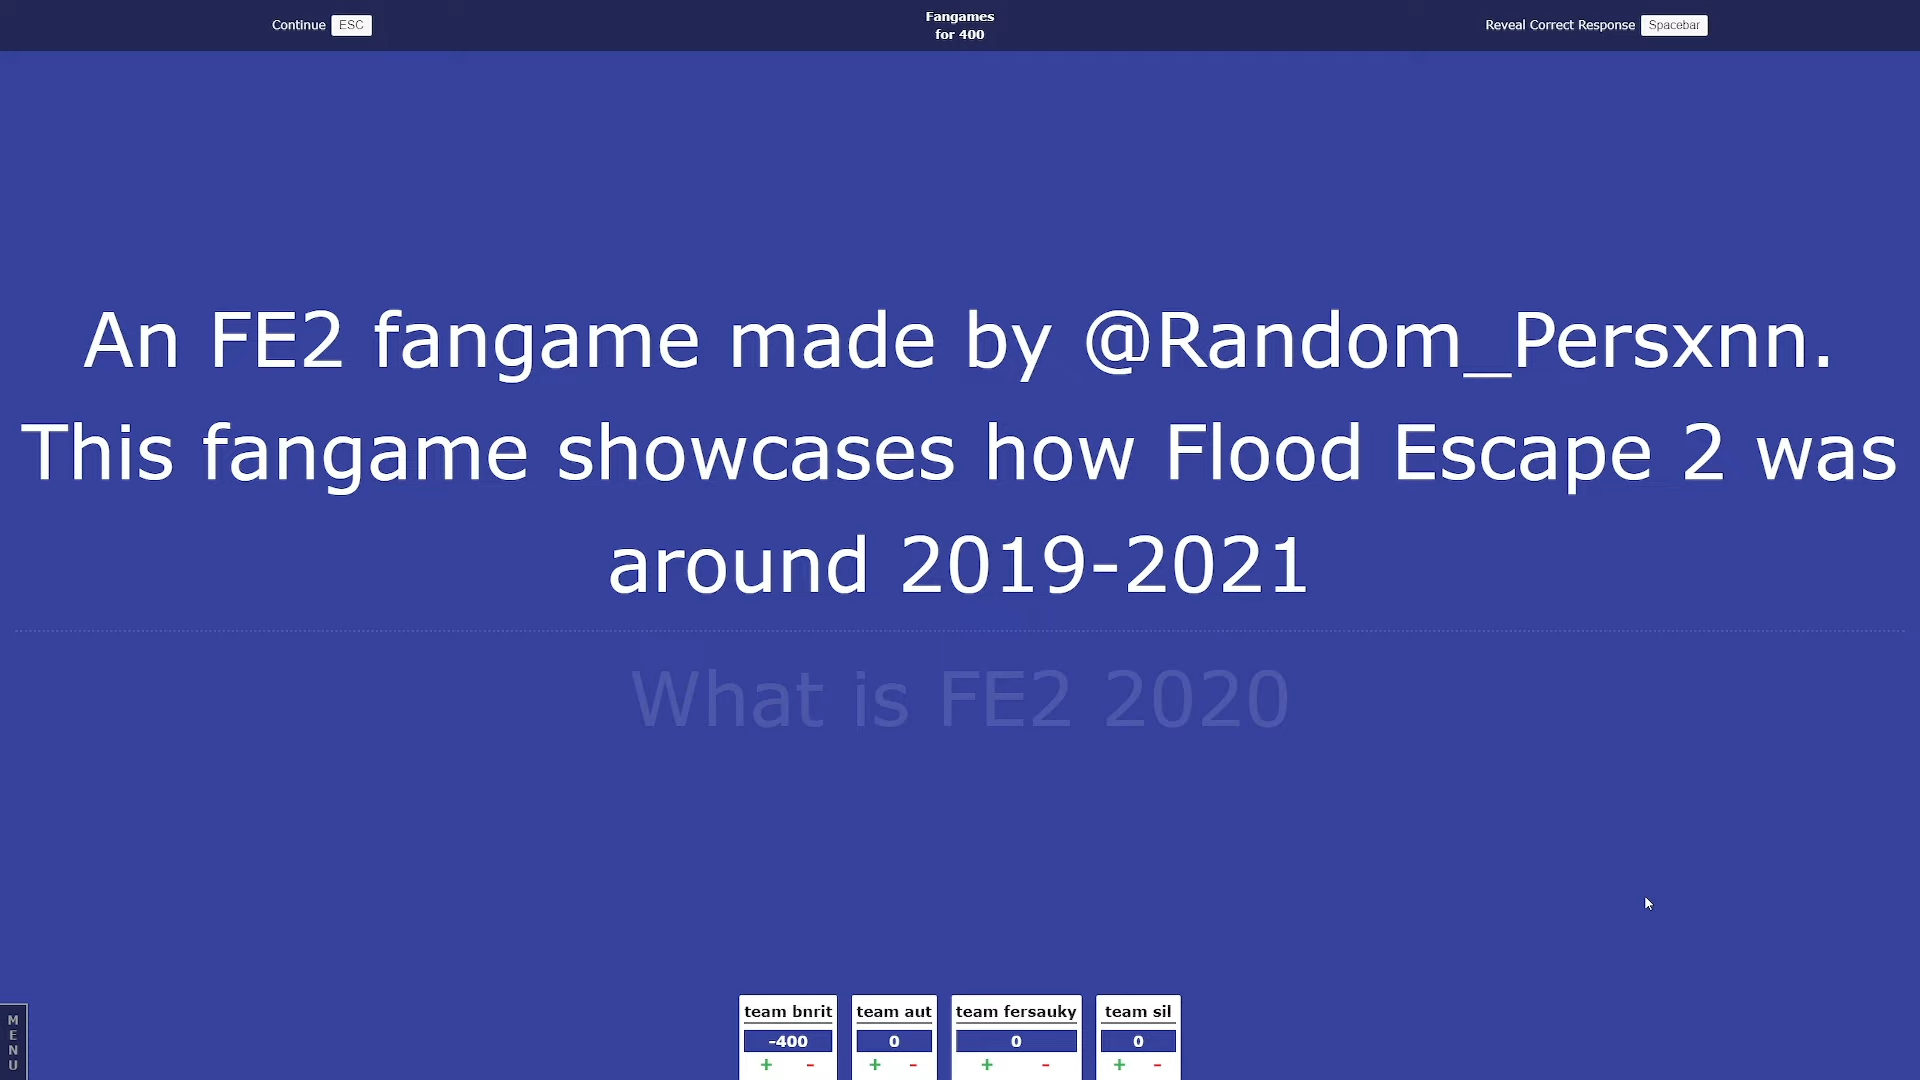 Continue ESC
Fangames
for 400
Reveal Correct Response Spacebar
An FE2 fangame made by @Random_Persxnn.
This fangame showcases how Flood Escape 2 was
around 2019-2021
What is FE2 2020
MENU
team bnrit team aut team fersauky team sil
-400 0 0 0
+ - + - + - + -